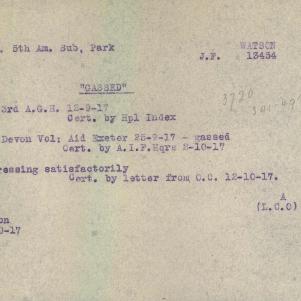 . 5th Am. Sub, Park
WATSON
J.F. 13454
"GASSED"
3rd A.G.H. 12-9-17
Cert. by Hpl Index
Devon Vol: Aid Exeter 25-9-17 - gassed
Cert. by A.I.F.Hqrs 2-10-17
ressing satisfactorily
Cert. by letter from O.C. 12-10-17.
A
(L.C.O)
on
-17